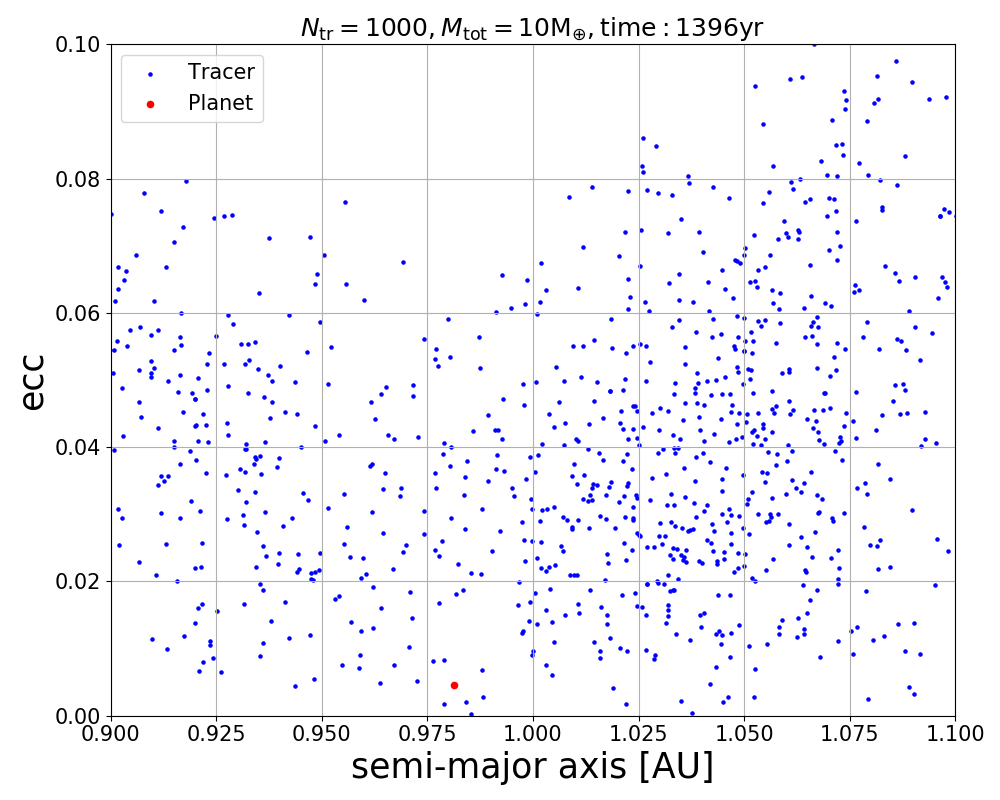 N_tr = 1000, M_tot = 10M_⊕, time : 1396yr
Tracer
Planet
ecc
0.10
0.08
0.06
0.04
0.02
0.00
0.900 0.925 0.950 0.975 1.000 1.025 1.050 1.075 1.100
semi-major axis [AU]